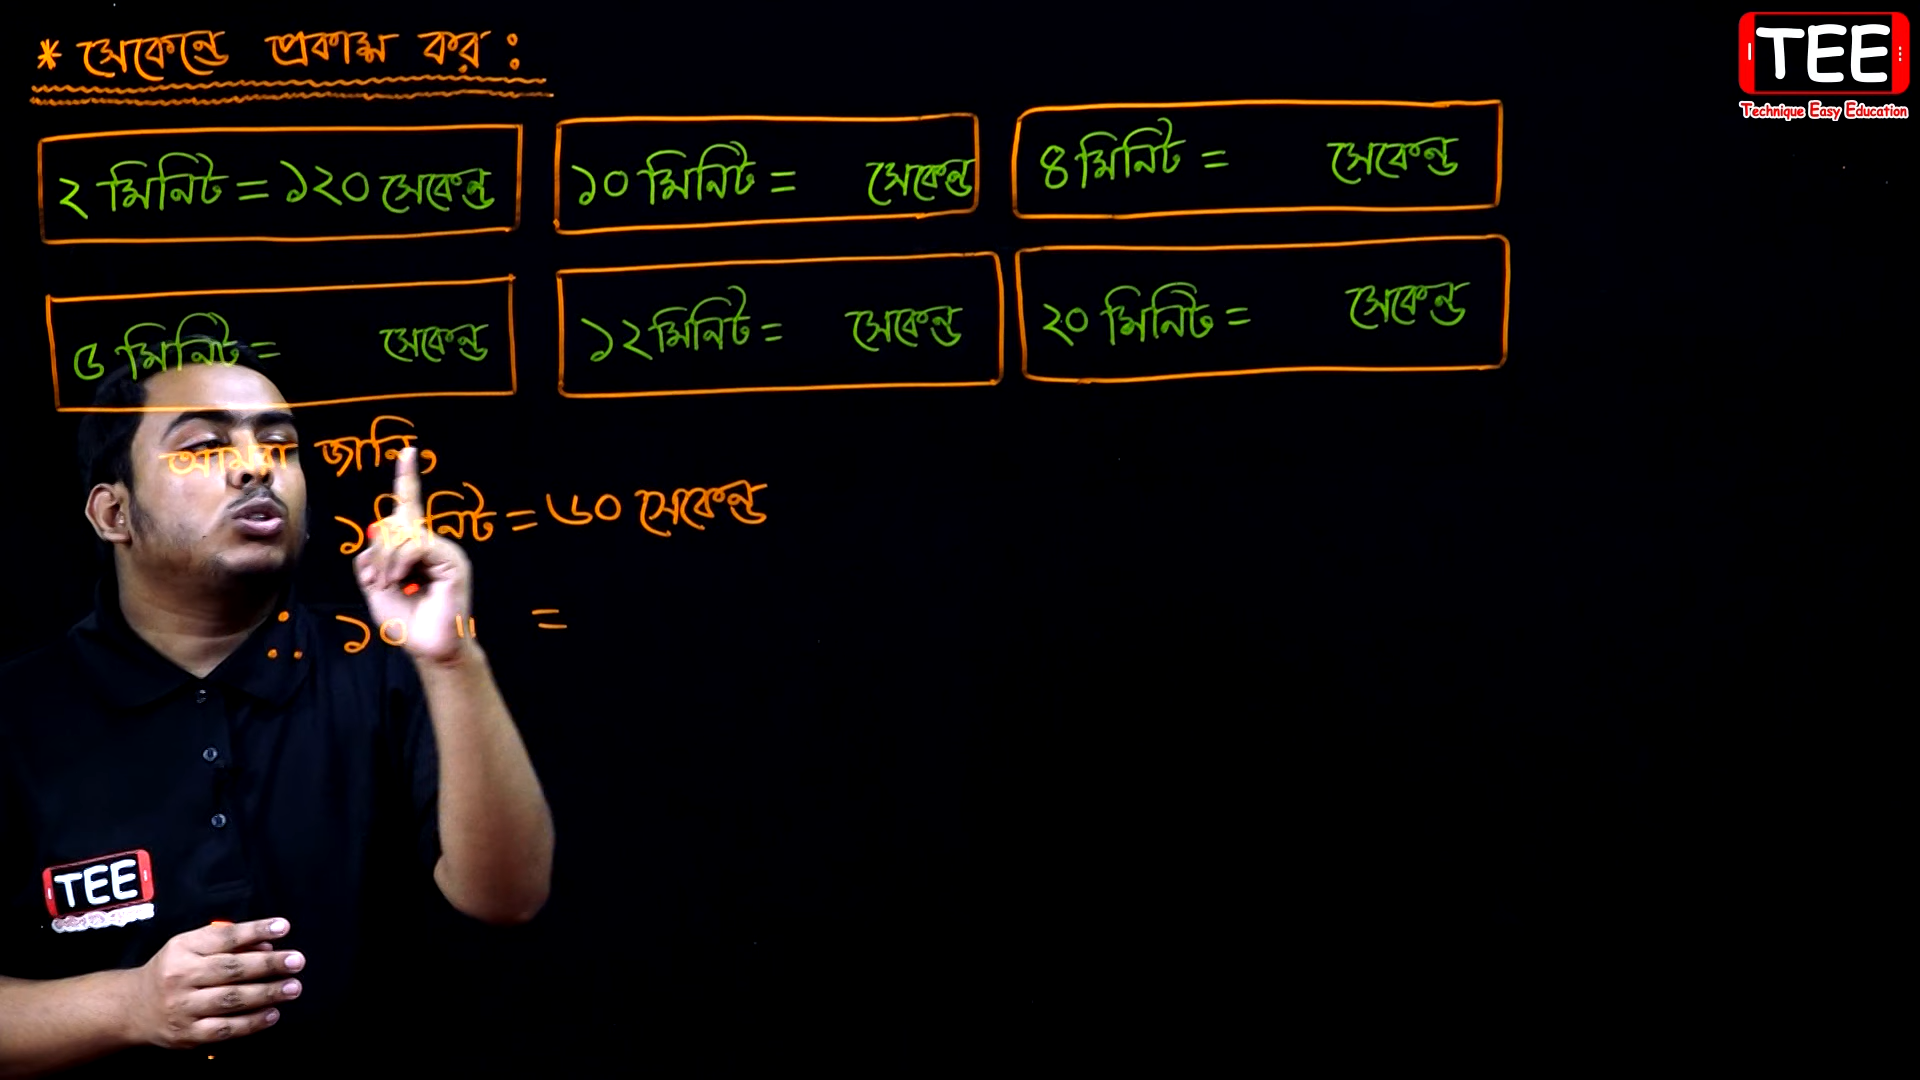 * সেকেন্ডে প্রকাশ কর :
২ মিনিট = ১২০ সেকেন্ড
১০ মিনিট = সেকেন্ড
৪ মিনিট = সেকেন্ড
৫ মিনিট = সেকেন্ড
১২ মিনিট = সেকেন্ড
২০ মিনিট = সেকেন্ড
আমরা জানি,
১ মিনিট = ৬০ সেকেন্ড
∴ ১০ " =
TEE
Technique Easy Education
TEE